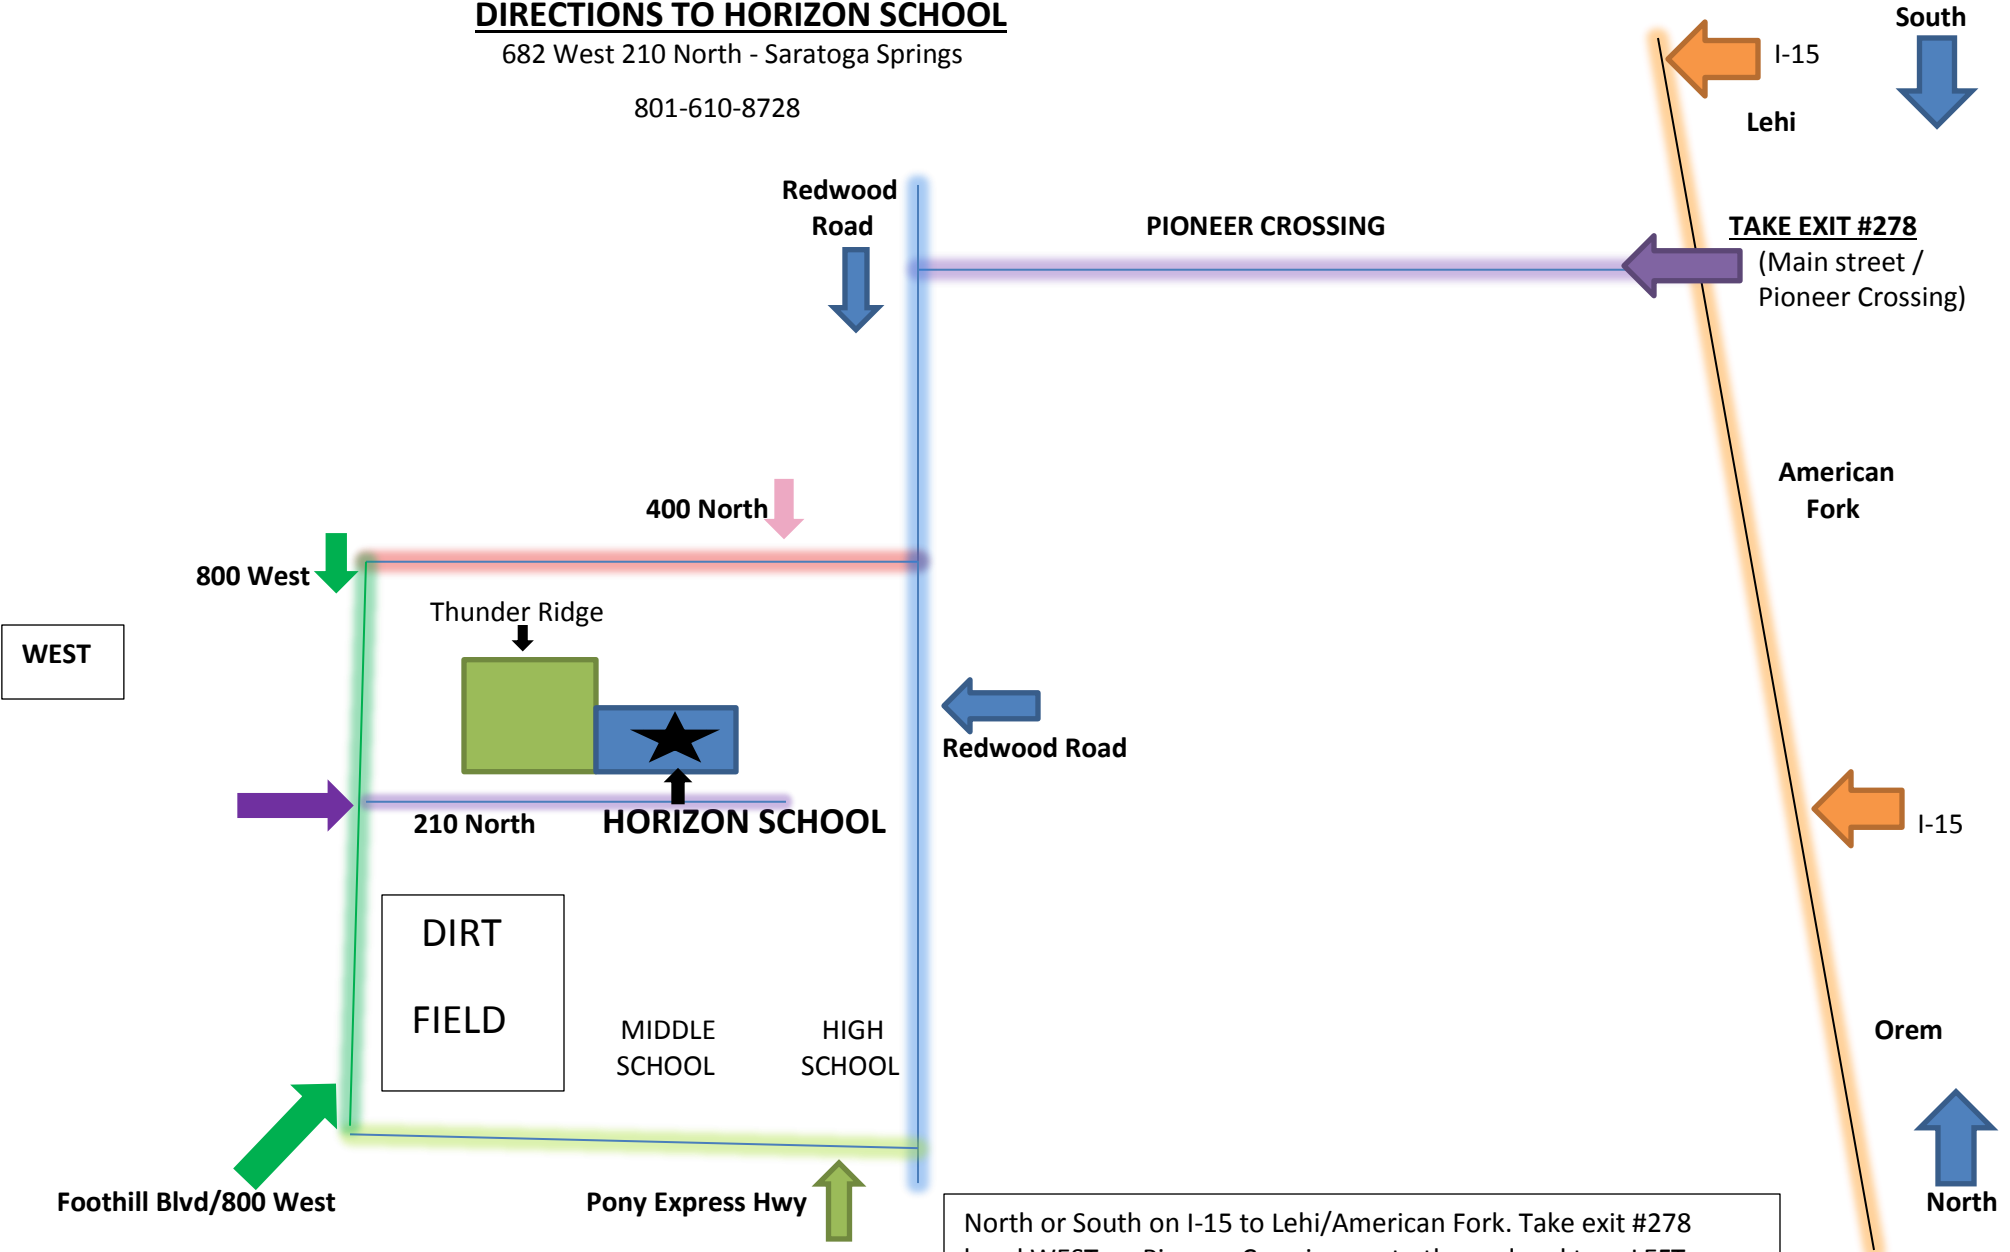 DIRECTIONS TO HORIZON SCHOOL
682 West 210 North - Saratoga Springs
801-610-8728
South
I-15
Lehi
Redwood
Road
PIONEER CROSSING
TAKE EXIT #278
(Main street /
Pioneer Crossing)
American
Fork
400 North
800 West
Thunder Ridge
WEST
Redwood Road
210 North
HORIZON SCHOOL
I-15
DIRT
FIELD
MIDDLE
SCHOOL
HIGH
SCHOOL
Orem
Foothill Blvd/800 West
Pony Express Hwy
North
North or South on I-15 to Lehi/American Fork. Take exit #278